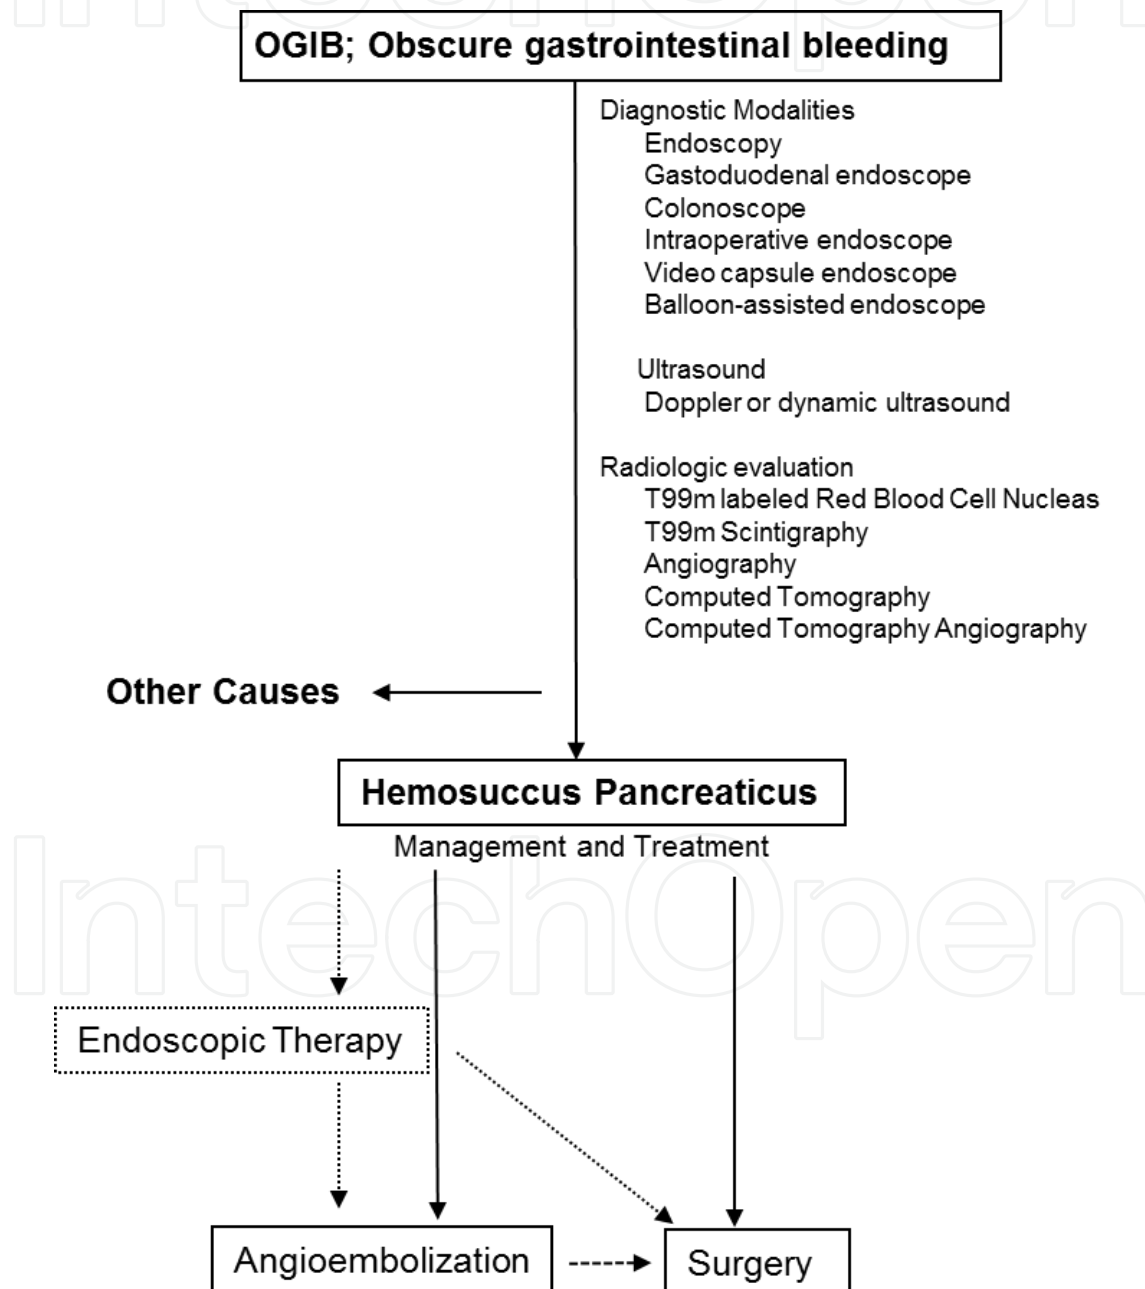 IntechOpen
OGIB; Obscure gastrointestinal bleeding
Diagnostic Modalities
Endoscopy
Gastoduodenal endoscope
Colonoscope
Intraoperative endoscope
Video capsule endoscope
Balloon-assisted endoscope
Ultrasound
Doppler or dynamic ultrasound
Radiologic evaluation
T99m labeled Red Blood Cell Nucleas
T99m Scintigraphy
Angiography
Computed Tomography
Computed Tomography Angiography
Other Causes
Hemosuccus Pancreaticus
Management and Treatment
IntechOpen
Endoscopic Therapy
Angioembolization
Surgery